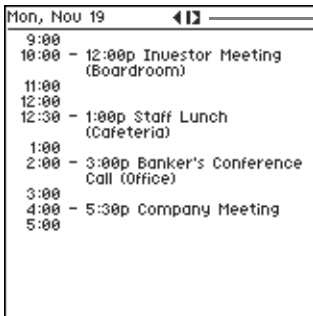 Mon, Nov 19
9:00
10:00 - 12:00p Investor Meeting
(Boardroom)
11:00
12:00
12:30 - 1:00p Staff Lunch
(Cafeteria)
1:00
2:00 - 3:00p Banker's Conference
Call (Office)
3:00
4:00 - 5:30p Company Meeting
5:00